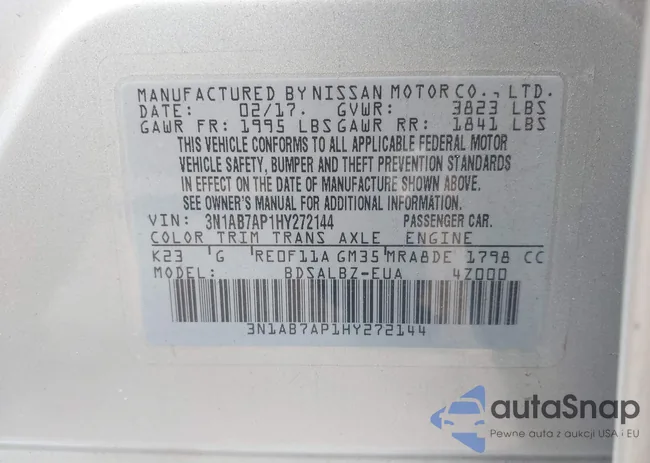 MANUFACTURED BY NISSAN MOTOR CO., LTD.
DATE: 02/17. GVWR: 3823 LBS
GAWR FR: 1995 LBS GAWR RR: 1841 LBS
THIS VEHICLE CONFORMS TO ALL APPLICABLE FEDERAL MOTOR
VEHICLE SAFETY, BUMPER AND THEFT PREVENTION STANDARDS
IN EFFECT ON THE DATE OF MANUFACTURE SHOWN ABOVE.
SEE OWNER'S MANUAL FOR ADDITIONAL INFORMATION.
VIN: 3N1AB7AP1HY272144 PASSENGER CAR.
COLOR TRIM TRANS AXLE ENGINE
K23 G RE0F11A GM35 MRA8DE 1798 CC
MODEL: BDSALBZ-EUA 4Z000
3N1AB7AP1HY272144
autaSnap
Pewne auta z aukcji USA i EU